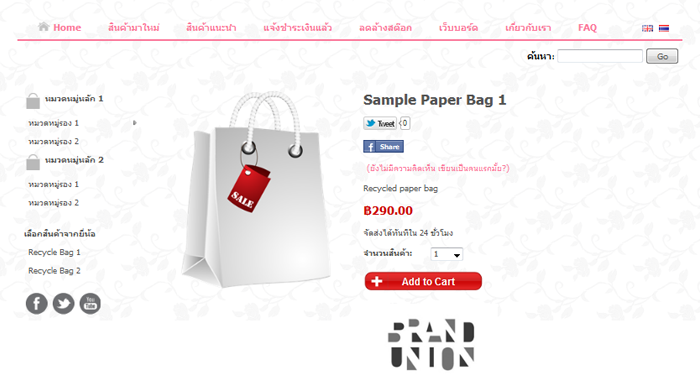 Home สินค้ามาใหม่ สินค้าแนะนำ แจ้งชำระเงินแล้ว ลดล้างสต๊อก เว็บบอร์ด เกี่ยวกับเรา FAQ
ค้นหา: Go
หมวดหมู่หลัก 1
หมวดหมู่รอง 1
หมวดหมู่รอง 2
หมวดหมู่หลัก 2
หมวดหมู่รอง 1
หมวดหมู่รอง 2
เลือกสินค้าจากยี่ห้อ
Recycle Bag 1
Recycle Bag 2
f You Tube
SALE
Sample Paper Bag 1
Tweet 0
f Share
(ยังไม่มีความคิดเห็น เขียนเป็นคนแรกมั้ย?)
Recycled paper bag
฿290.00
จัดส่งได้ทันทีใน 24 ชั่วโมง
จำนวนสินค้า: 1
Add to Cart
BRAND
UNION